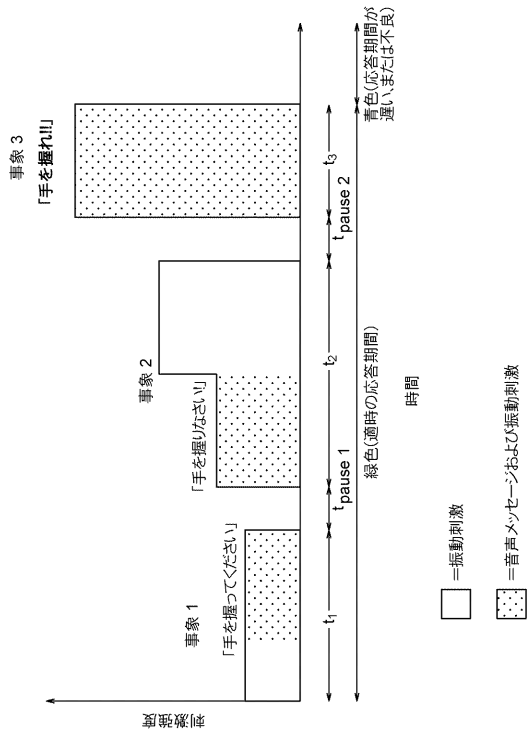 刺激強度
事象 1
「手を握ってください」
事象 2
「手を握りなさい!」
事象 3
「手を握れ!!」
t1
t pause 1
t2
t pause 2
t3
緑色(適時の応答期間)
青色(応答期間が
遅い、または不良)
時間
=振動刺激
=音声メッセージおよび振動刺激